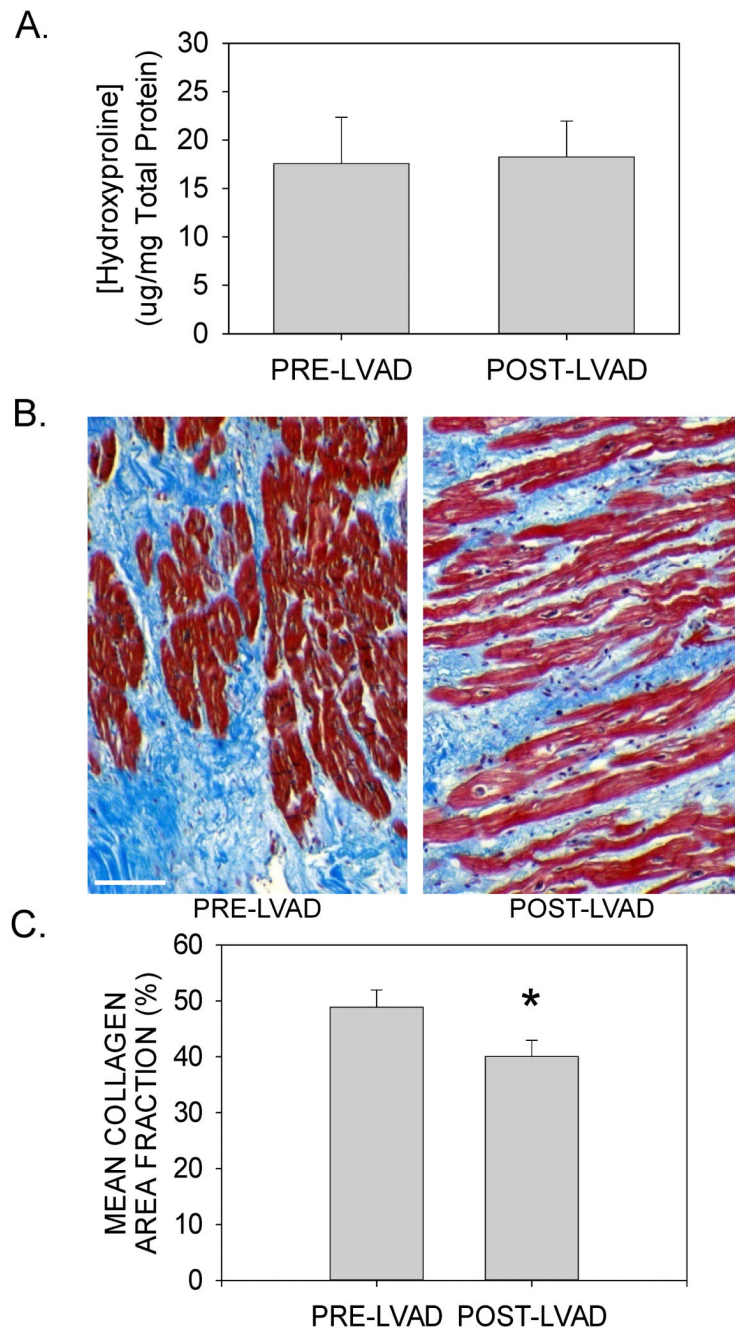 A.
[Hydroxyproline]
(ug/mg Total Protein)
30
25
20
15
10
5
0
PRE-LVAD POST-LVAD
B.
PRE-LVAD POST-LVAD
C.
MEAN COLLAGEN
AREA FRACTION (%)
60
50
40
30
20
10
0
*
PRE-LVAD POST-LVAD